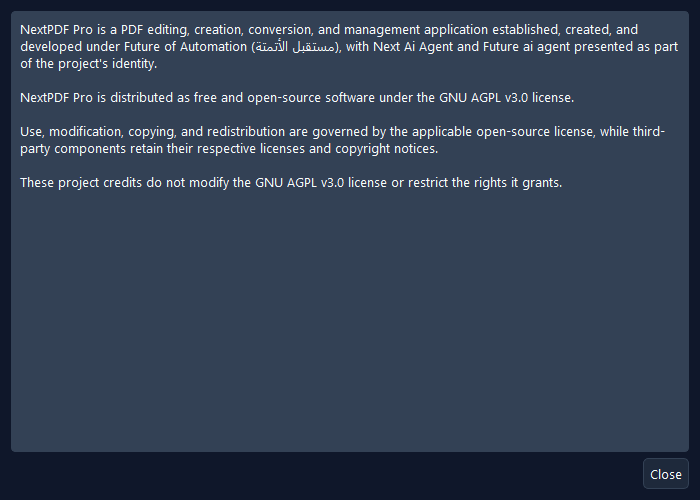 NextPDF Pro is a PDF editing, creation, conversion, and management application established, created, and
developed under Future of Automation (مستقبل الأتمتة), with Next Ai Agent and Future ai agent presented as part
of the project's identity.
NextPDF Pro is distributed as free and open-source software under the GNU AGPL v3.0 license.
Use, modification, copying, and redistribution are governed by the applicable open-source license, while third-
party components retain their respective licenses and copyright notices.
These project credits do not modify the GNU AGPL v3.0 license or restrict the rights it grants.
Close